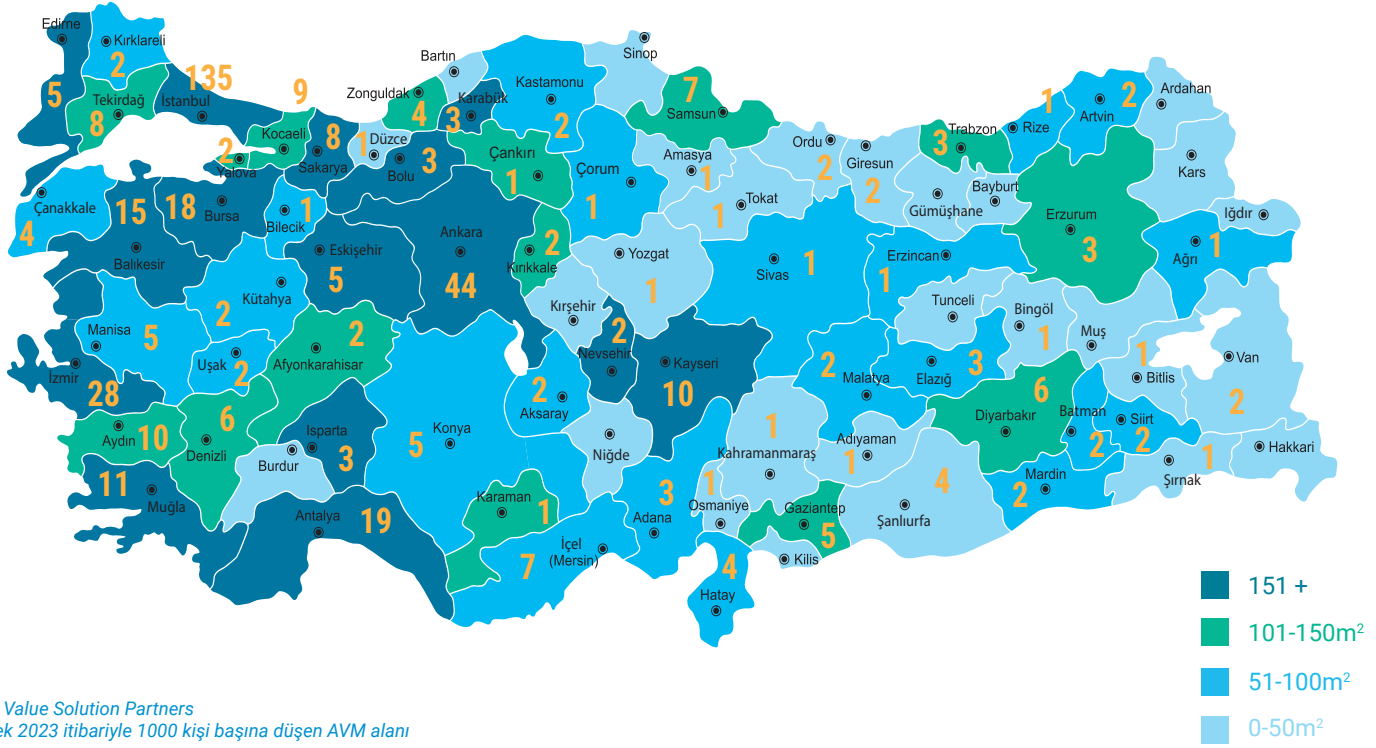 Edirne
5
Kırklareli
2
Tekirdağ
8
135
İstanbul
9
Kocaeli
2
Yalova
8
Sakarya
1
Düzce
3
Bolu
Zonguldak
4
Bartın
Karabük
3
Kastamonu
2
Sinop
7
Samsun
Çankırı
1
Çorum
1
Amasya
1
Tokat
1
Ordu
2
Giresun
2
Gümüşhane
Bayburt
Trabzon
3
1
Rize
2
Artvin
Ardahan
Kars
Iğdır
Ağrı
1
Erzurum
3
Erzincan
1
Sivas
1
Yozgat
1
Kırıkkale
2
Ankara
44
Eskişehir
5
Bilecik
1
18
Bursa
15
Balıkesir
Çanakkale
4
Kütahya
2
Manisa
5
Uşak
2
İzmir
28
Afyonkarahisar
2
Aydın
10
Denizli
6
11
Muğla
Burdur
Isparta
3
Antalya
19
Konya
5
Karaman
1
Aksaray
2
Kırşehir
Nevşehir
2
Kayseri
10
Niğde
İçel
(Mersin)
7
Adana
3
Osmaniye
1
Hatay
4
1
Kahramanmaraş
Gaziantep
5
Kilis
Adıyaman
1
Malatya
2
Elazığ
3
Tunceli
Bingöl
1
Muş
1
Bitlis
Van
2
Diyarbakır
6
Batman
2
Siirt
2
Mardin
2
Şanlıurfa
4
Şırnak
1
Hakkari
151 +
101-150m²
51-100m²
0-50m²
Value Solution Partners
2023 itibariyle 1000 kişi başına düşen AVM alanı